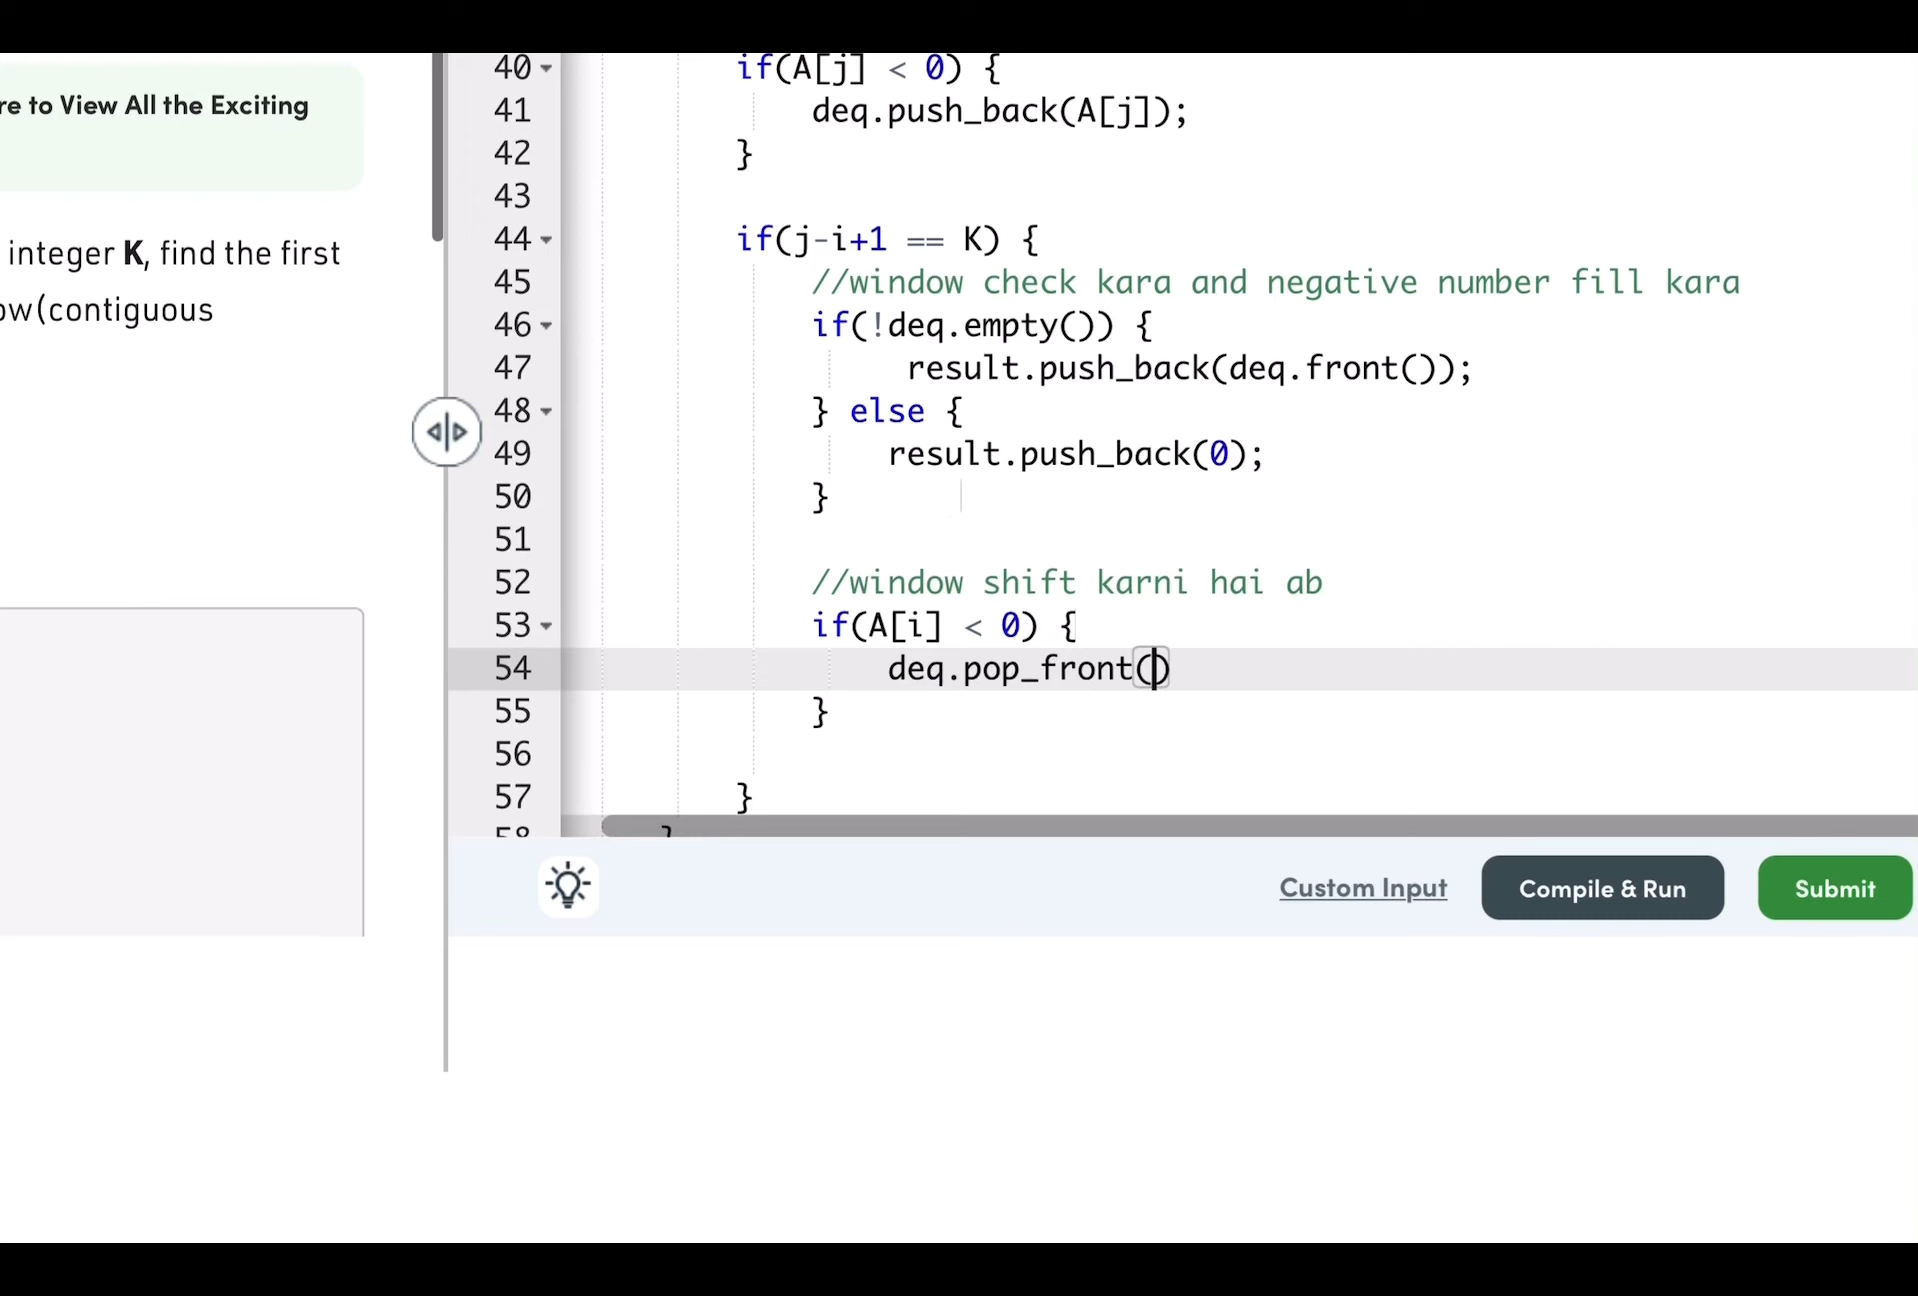 re to View All the Exciting
integer K, find the first
ow(contiguous
40 if(A[j] < 0) {
41 deq.push_back(A[j]);
42 }
43
44 if(j-i+1 == K) {
45 //window check kara and negative number fill kara
46 if(!deq.empty()) {
47 result.push_back(deq.front());
48 } else {
49 result.push_back(0);
50 }
51
52 //window shift karni hai ab
53 if(A[i] < 0) {
54 deq.pop_front()
55 }
56
57 }
58 }
Custom Input
Compile & Run
Submit